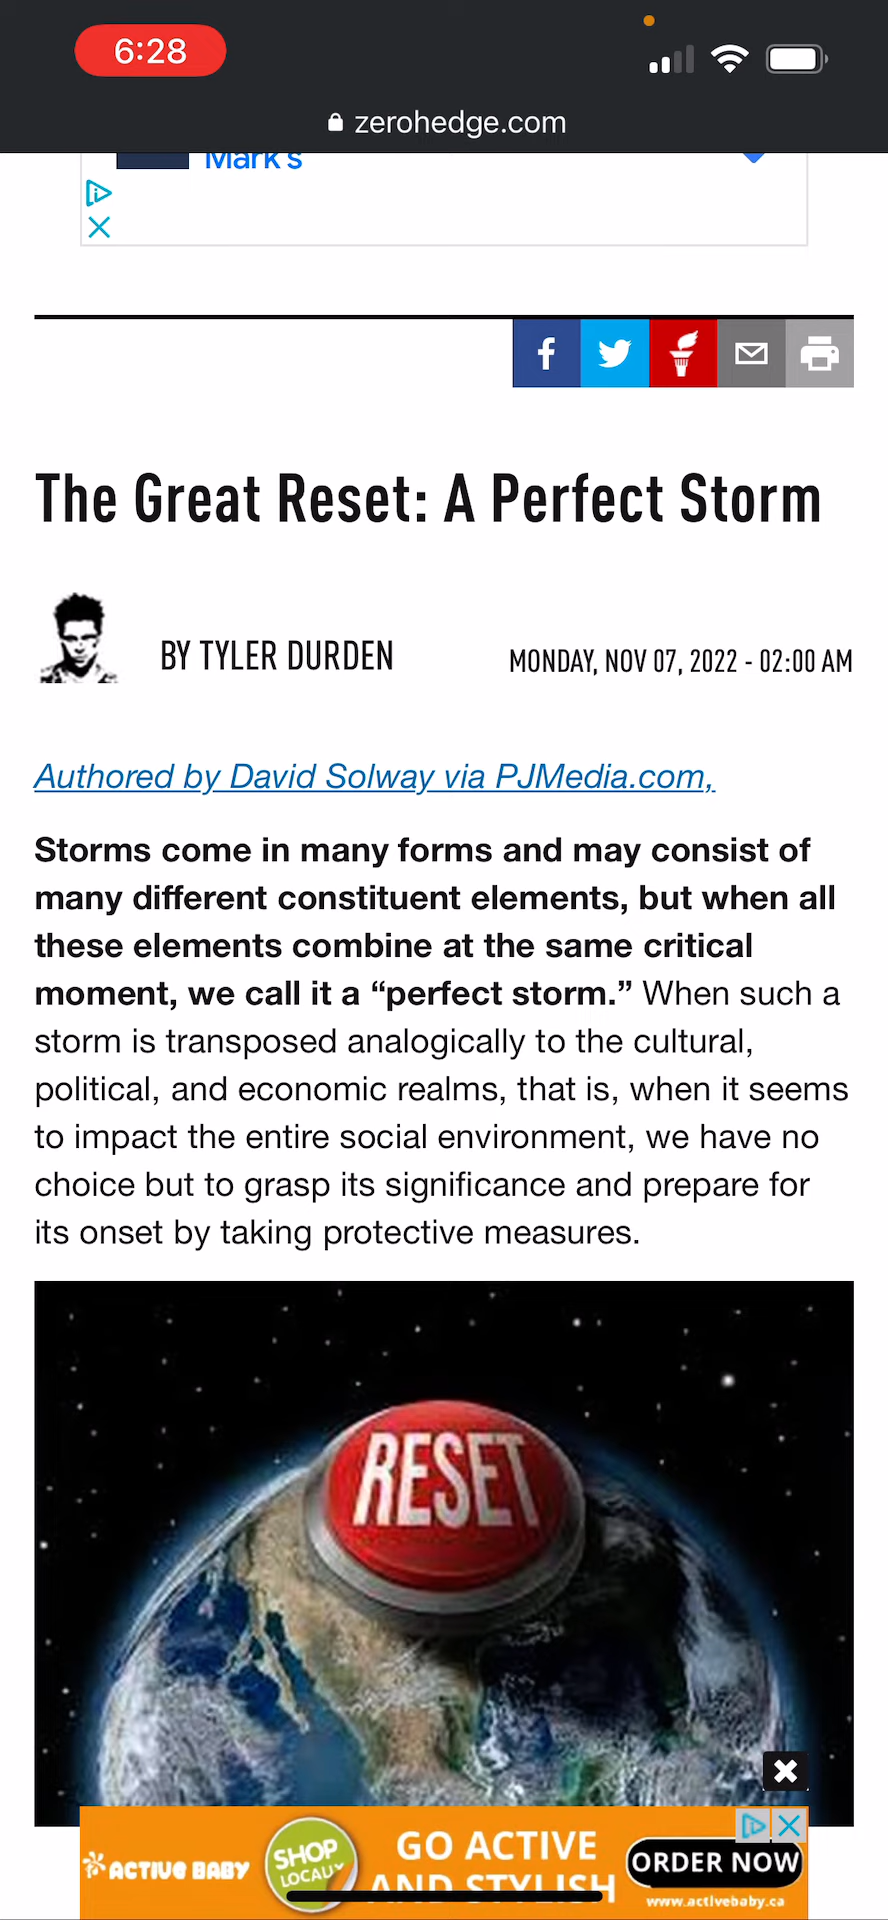 6:28
zerohedge.com
Mark's
The Great Reset: A Perfect Storm
BY TYLER DURDEN
MONDAY, NOV 07, 2022 - 02:00 AM
Authored by David Solway via PJMedia.com,
Storms come in many forms and may consist of
many different constituent elements, but when all
these elements combine at the same critical
moment, we call it a “perfect storm.” When such a
storm is transposed analogically to the cultural,
political, and economic realms, that is, when it seems
to impact the entire social environment, we have no
choice but to grasp its significance and prepare for
its onset by taking protective measures.
RESET
ACTIVE BABY
SHOP
LOCALLY
GO ACTIVE
AND STYLISH
ORDER NOW
www.activebaby.ca